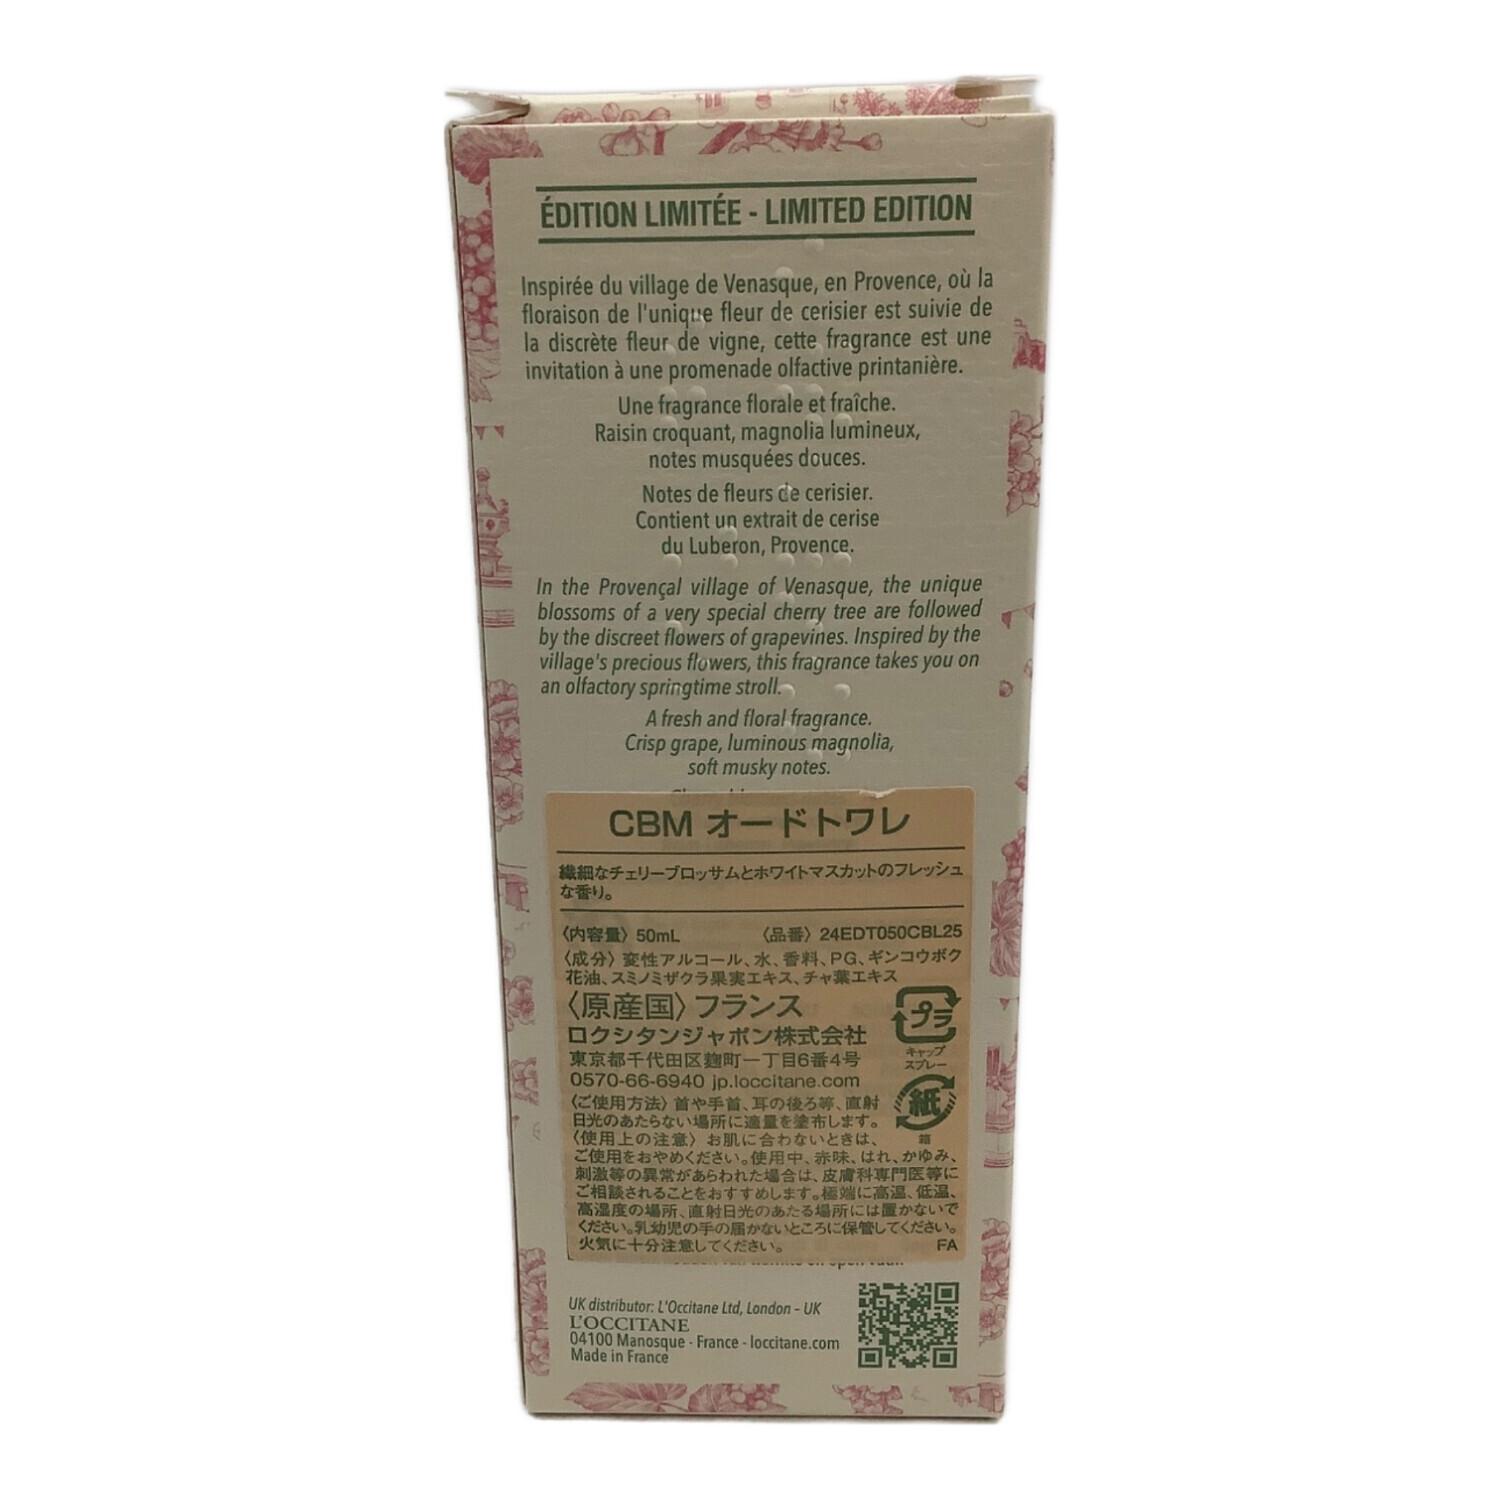 ÉDITION LIMITÉE - LIMITED EDITION
Inspirée du village de Venasque, en Provence, où la
floraison de l'unique fleur de cerisier est suivie de
la discrète fleur de vigne, cette fragrance est une
invitation à une promenade olfactive printanière.
Une fragrance florale et fraîche.
Raisin croquant, magnolia lumineux,
notes musquées douces.
Notes de fleurs de cerisier.
Contient un extrait de cerise
du Luberon, Provence.
In the Provençal village of Venasque, the unique
blossoms of a very special cherry tree are followed
by the discreet flowers of grapevines. Inspired by the
village's precious flowers, this fragrance takes you on
an olfactory springtime stroll.
A fresh and floral fragrance.
Crisp grape, luminous magnolia,
soft musky notes.
CBM オードトワレ
繊細なチェリーブロッサムとホワイトマスカットのフレッシュ
な香り。
〈内容量〉 50mL 〈品番〉 24EDT050CBL25
〈成分〉変性アルコール、水、香料、PG、ギンコウボク
花油、スミノミザクラ果実エキス、チャ葉エキス
〈原産国〉フランス
ロクシタンジャポン株式会社
東京都千代田区麹町一丁目6番4号
0570-66-6940 jp.loccitane.com
プラ
キャップ
スプレー
〈ご使用方法〉首や手首、耳の後ろ等、直射
日光のあたらない場所に適量を塗布します。
紙
箱
〈使用上の注意〉お肌に合わないときは、
ご使用をおやめください。使用中、赤味、はれ、かゆみ、
刺激等の異常があらわれた場合は、皮膚科専門医等に
ご相談されることをおすすめします。極端に高温、低温、
高湿度の場所、直射日光のあたる場所には置かないで
ください。乳幼児の手の届かないところに保管してください。
火気に十分注意してください。 FA
UK distributor: L'Occitane Ltd, London - UK
L'OCCITANE
04100 Manosque - France - loccitane.com
Made in France